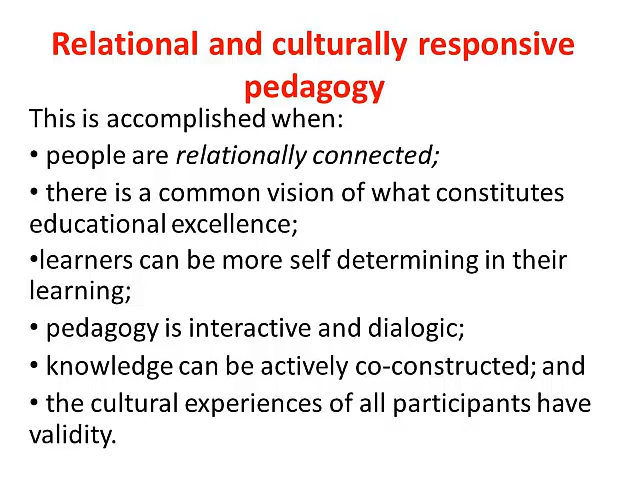 Relational and culturally responsive
pedagogy
This is accomplished when:
• people are relationally connected;
• there is a common vision of what constitutes
educational excellence;
•learners can be more self determining in their
learning;
• pedagogy is interactive and dialogic;
• knowledge can be actively co-constructed; and
• the cultural experiences of all participants have
validity.